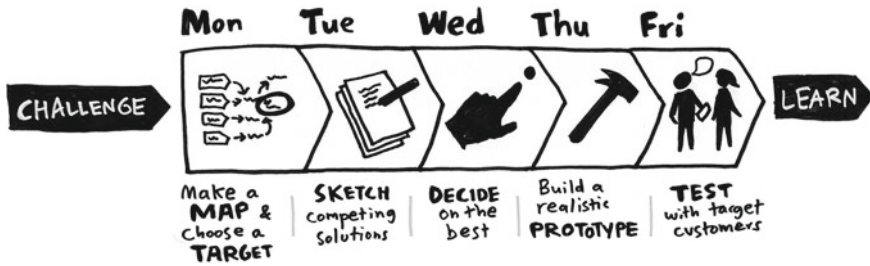 Mon Tue Wed Thu Fri
CHALLENGE
LEARN
Make a
MAP &
choose a
TARGET
SKETCH
competing
solutions
DECIDE
on the
best
Build a
realistic
PROTOTYPE
TEST
with target
customers